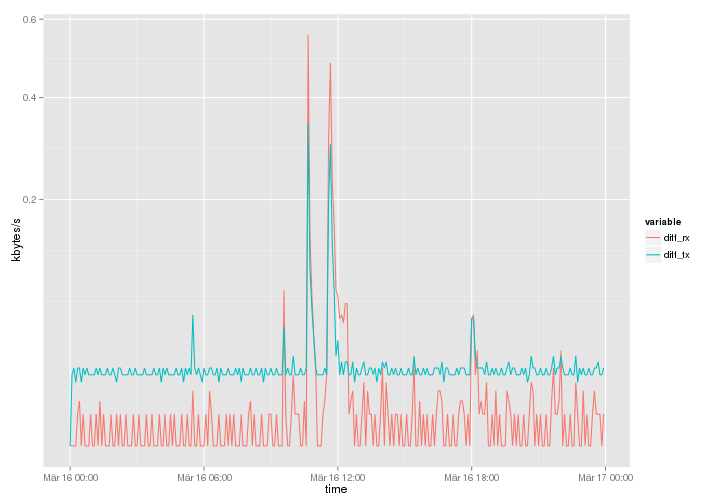 0.6
0.4
0.2
kbytes/s
Mär 16 00:00
Mär 16 06:00
Mär 16 12:00
Mär 16 18:00
Mär 17 00:00
time
variable
diff_rx
diff_tx